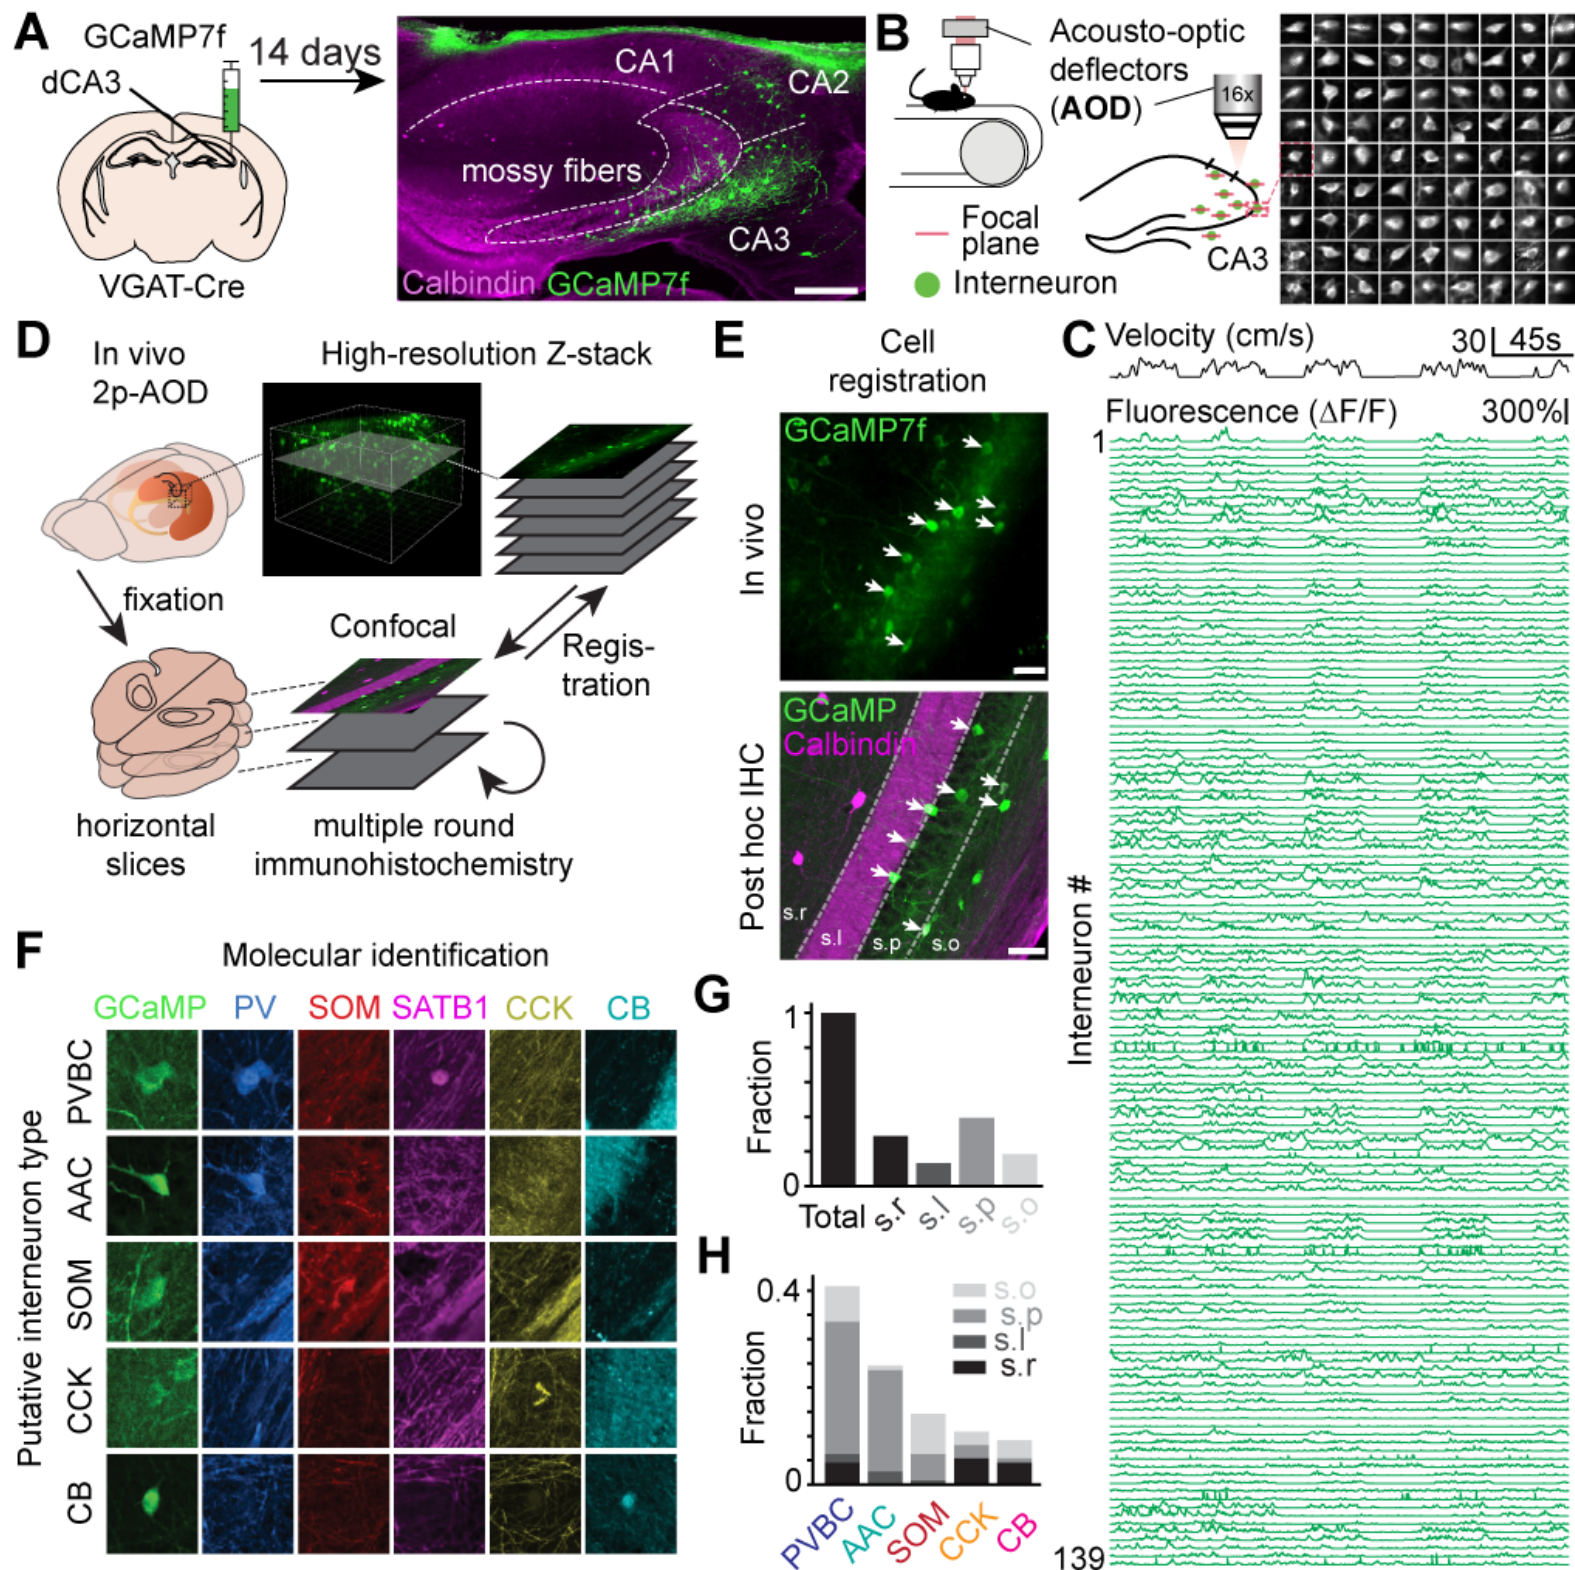 A
GCaMP7f
dCA3
14 days
VGAT-Cre
CA1
CA2
mossy fibers
CA3
Calbindin GCaMP7f
B
Acousto-optic
deflectors
(AOD)
16x
Focal
plane
Interneuron
CA3
C
Velocity (cm/s)
30
45s
Fluorescence (ΔF/F)
300%
1
Interneuron #
139
D
In vivo
2p-AOD
High-resolution Z-stack
fixation
Confocal
Regis-
tration
horizontal
slices
multiple round
immunohistochemistry
E
Cell
registration
In vivo
GCaMP7f
Post hoc IHC
GCaMP
Calbindin
s.r
s.l
s.p
s.o
F
Molecular identification
GCaMP PV SOM SATB1 CCK CB
Putative interneuron type
PVBC
AAC
SOM
CCK
CB
G
Fraction
1
0
Total s.r s.l s.p s.o
H
Fraction
0.4
0
s.o
s.p
s.l
s.r
PVBC AAC SOM CCK CB